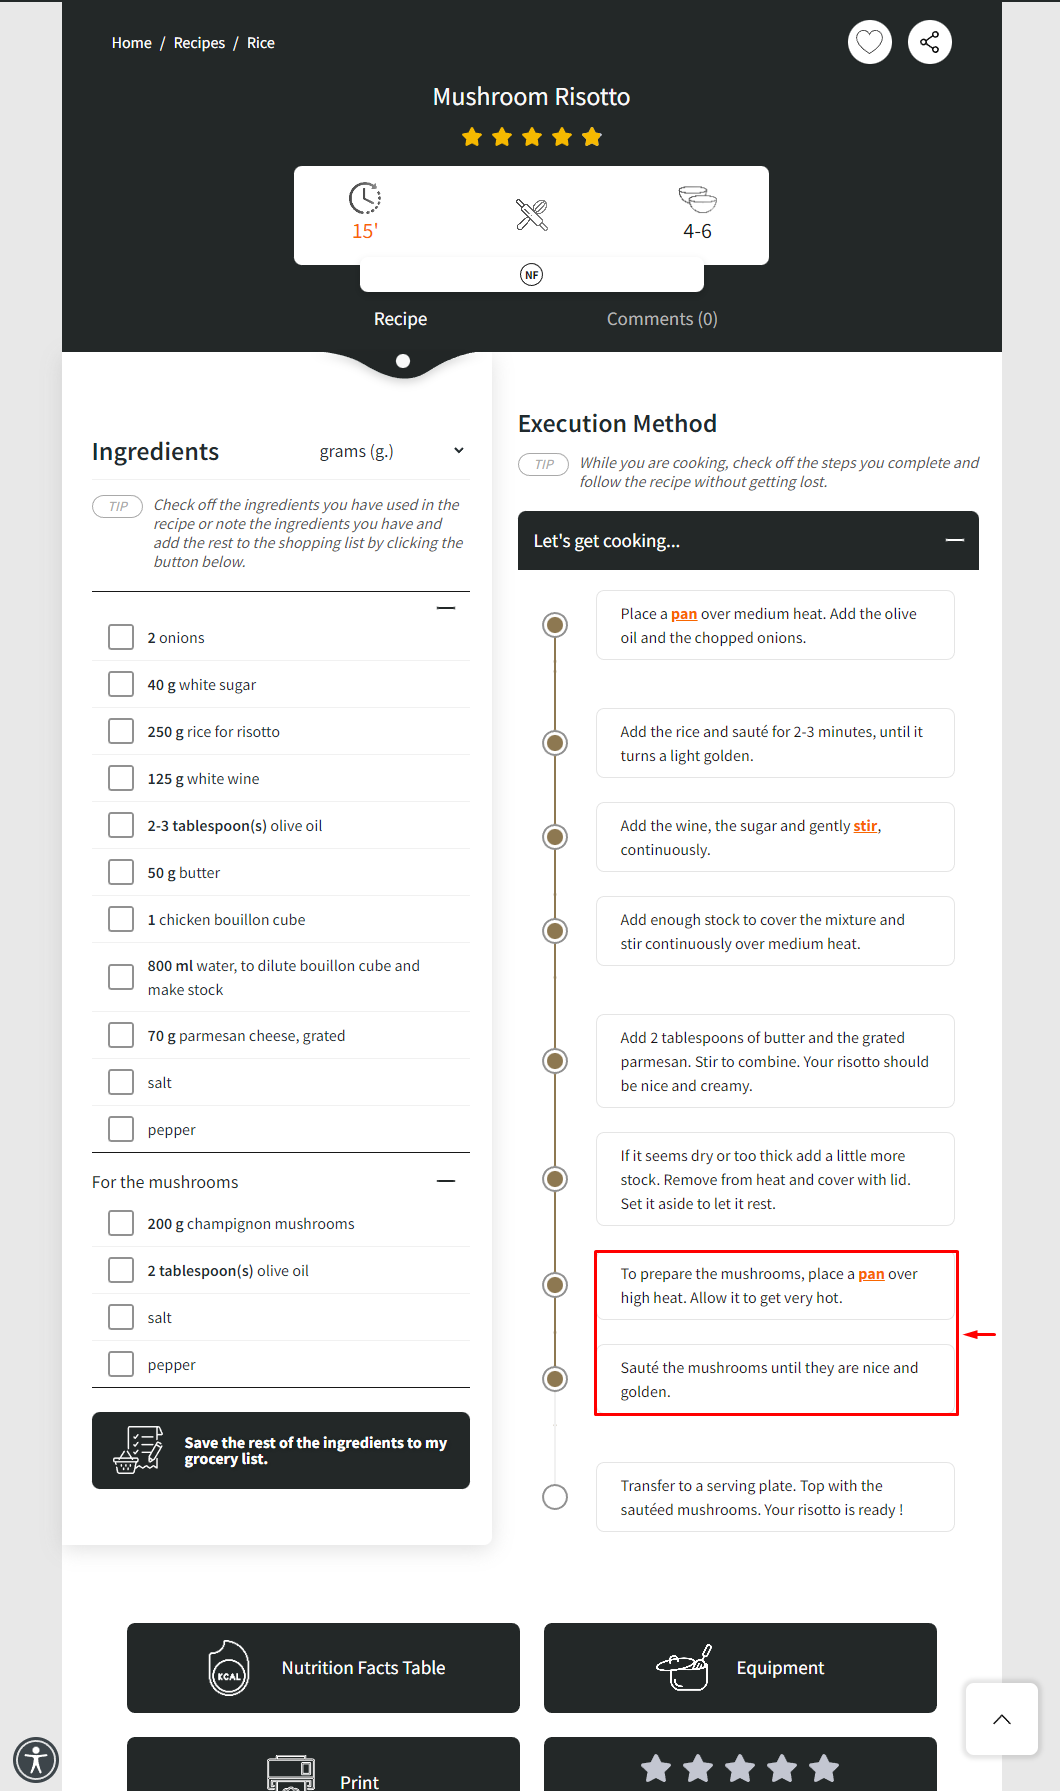 Home / Recipes / Rice
Mushroom Risotto
15'
4-6
NF
Recipe
Comments (0)
Ingredients
grams (g.)
TIP
Check off the ingredients you have used in the
recipe or note the ingredients you have and
add the rest to the shopping list by clicking the
button below.
2 onions
40 g white sugar
250 g rice for risotto
125 g white wine
2-3 tablespoon(s) olive oil
50 g butter
1 chicken bouillon cube
800 ml water, to dilute bouillon cube and
make stock
70 g parmesan cheese, grated
salt
pepper
For the mushrooms
200 g champignon mushrooms
2 tablespoon(s) olive oil
salt
pepper
Save the rest of the ingredients to my
grocery list.
Execution Method
TIP
While you are cooking, check off the steps you complete and
follow the recipe without getting lost.
Let's get cooking...
Place a pan over medium heat. Add the olive
oil and the chopped onions.
Add the rice and sauté for 2-3 minutes, until it
turns a light golden.
Add the wine, the sugar and gently stir,
continuously.
Add enough stock to cover the mixture and
stir continuously over medium heat.
Add 2 tablespoons of butter and the grated
parmesan. Stir to combine. Your risotto should
be nice and creamy.
If it seems dry or too thick add a little more
stock. Remove from heat and cover with lid.
Set it aside to let it rest.
To prepare the mushrooms, place a pan over
high heat. Allow it to get very hot.
Sauté the mushrooms until they are nice and
golden.
Transfer to a serving plate. Top with the
sautéed mushrooms. Your risotto is ready !
KCAL
Nutrition Facts Table
Equipment
Print